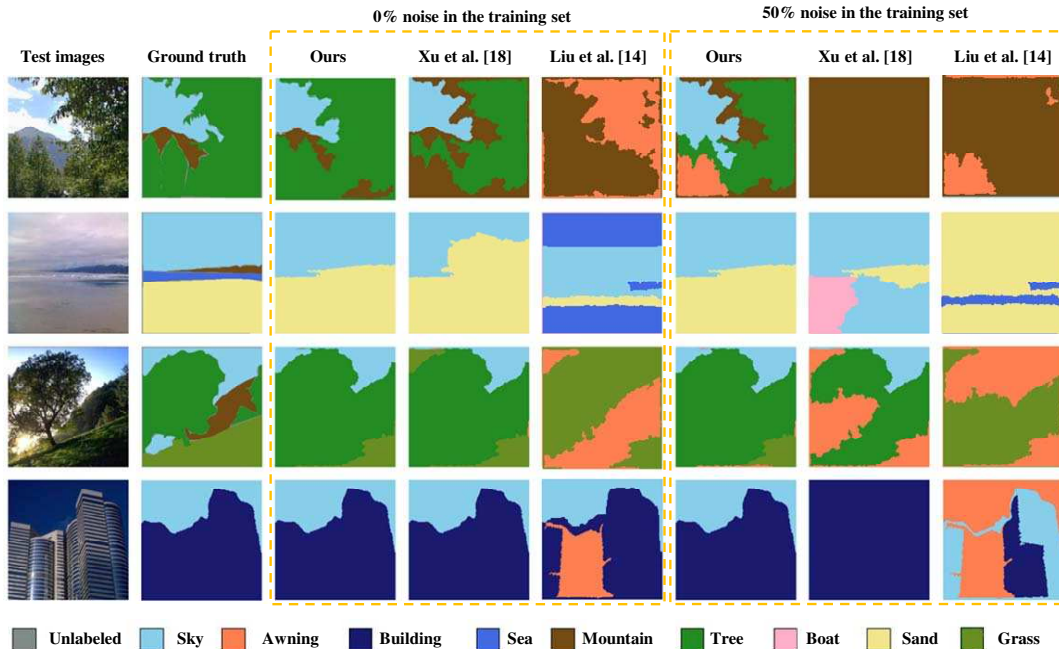 0% noise in the training set
50% noise in the training set
Test images Ground truth Ours Xu et al. [18] Liu et al. [14] Ours Xu et al. [18] Liu et al. [14]
Unlabeled Sky Awning Building Sea Mountain Tree Boat Sand Grass